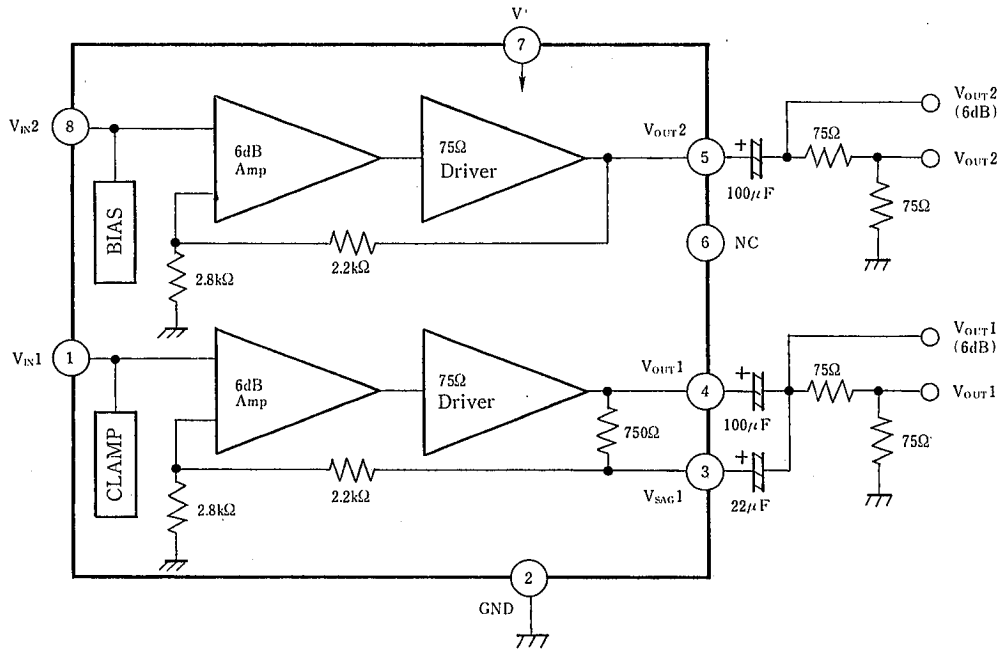 V⁺
7
VIN2
8
6dB
Amp
75Ω
Driver
BIAS
2.8kΩ
2.2kΩ
VOUT2
5
+
100μF
75Ω
75Ω
VOUT2
(6dB)
VOUT2
6
NC
VIN1
1
6dB
Amp
75Ω
Driver
CLAMP
2.8kΩ
2.2kΩ
750Ω
VOUT1
4
+
100μF
75Ω
75Ω
VOUT1
(6dB)
VOUT1
3
VSAG1
+
22μF
2
GND